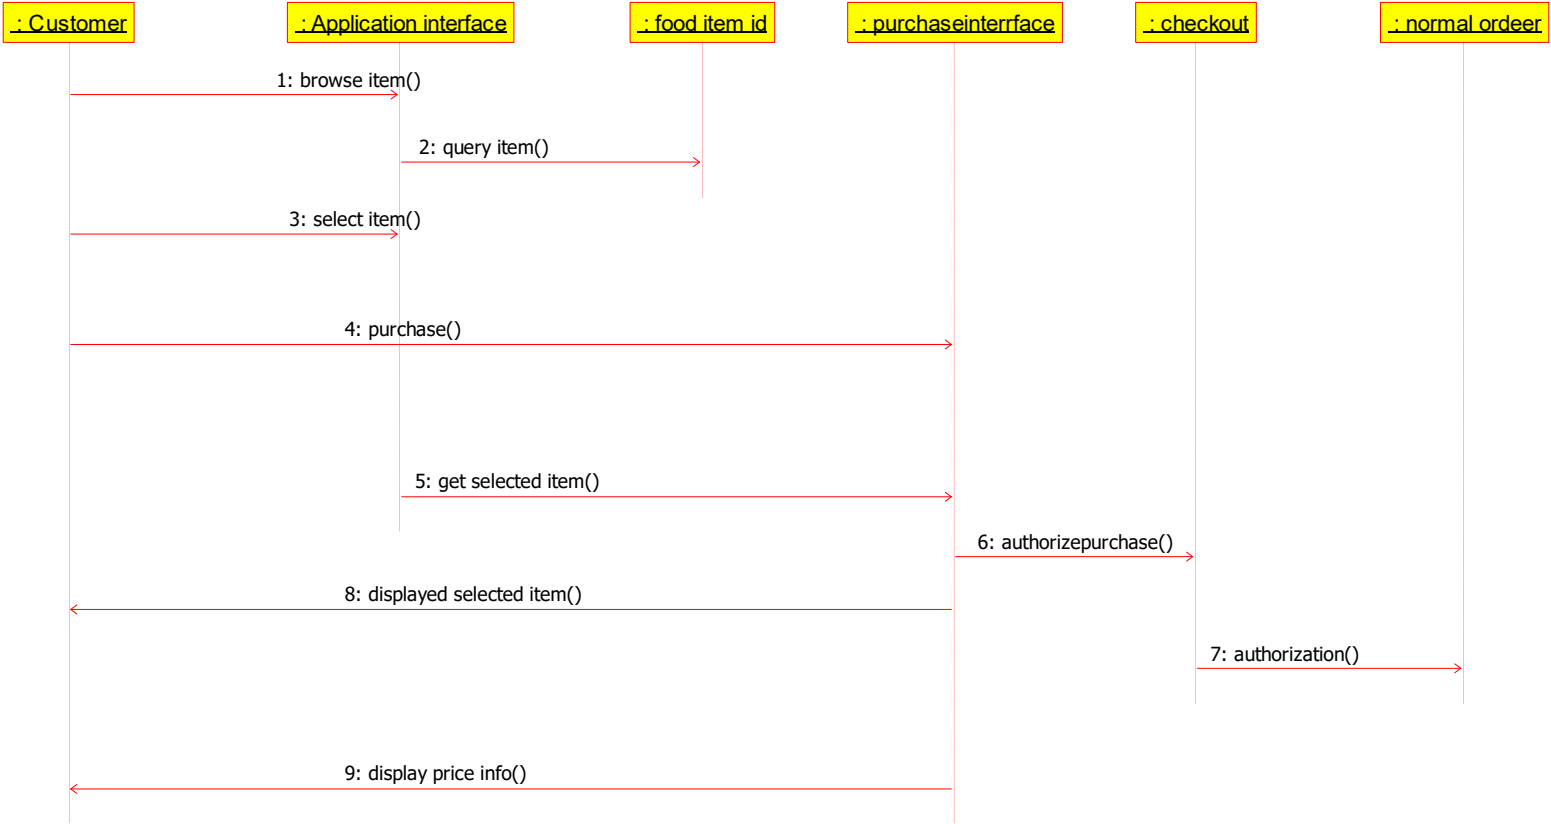 : Customer
: Application interface
: food item id
: purchaseinterrface
: checkout
: normal ordeer
1: browse item()
2: query item()
3: select item()
4: purchase()
5: get selected item()
6: authorizepurchase()
8: displayed selected item()
7: authorization()
9: display price info()